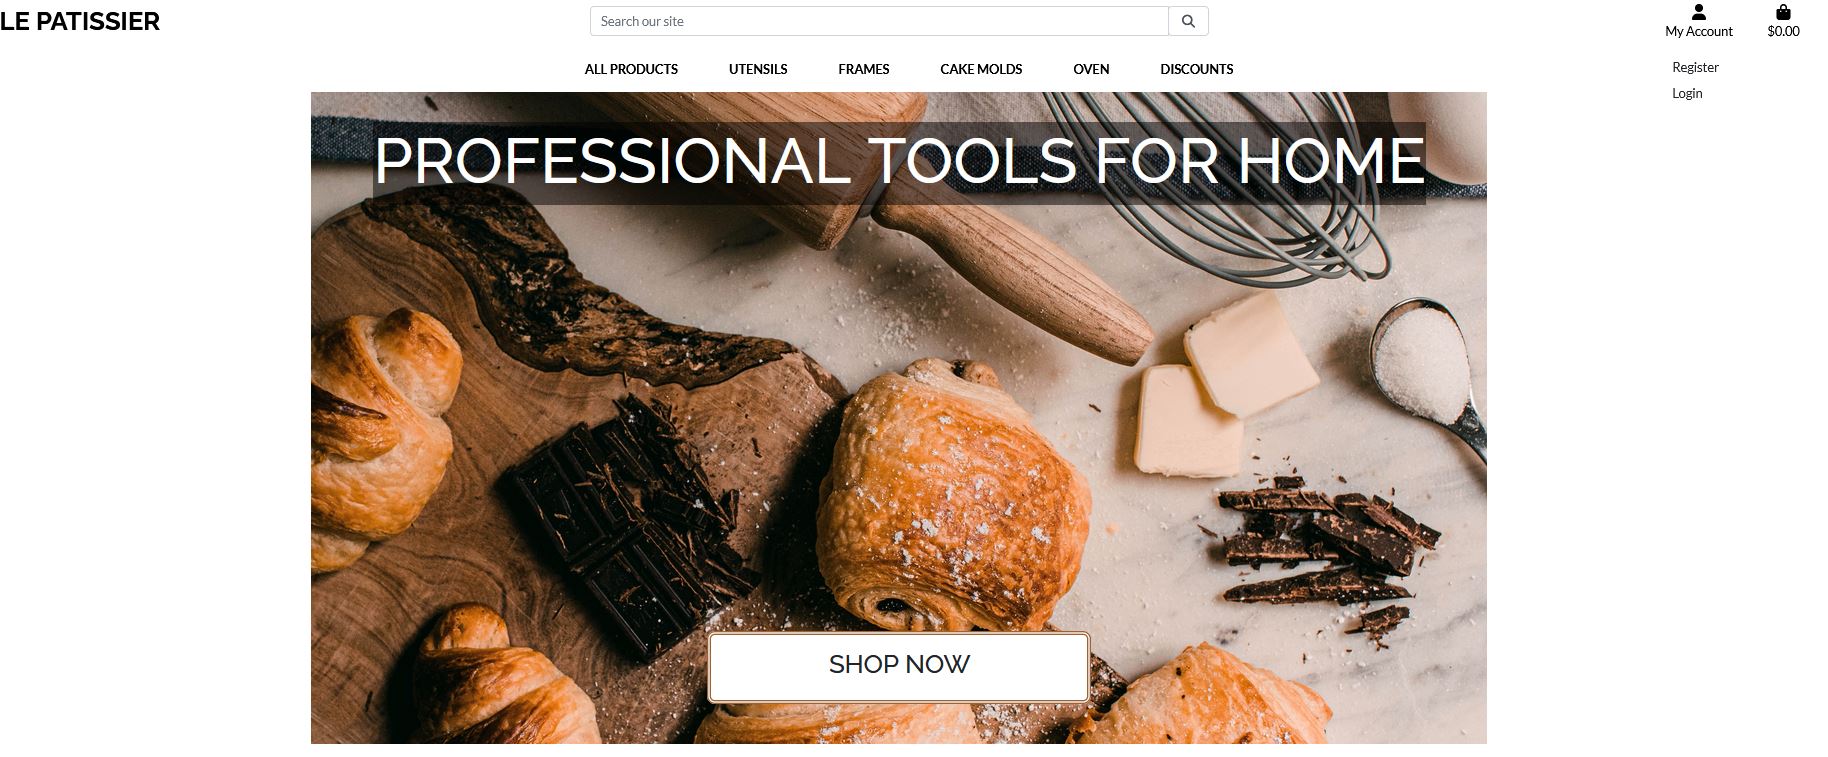 LE PATISSIER
Search our site
My Account
$0.00
Register
Login
ALL PRODUCTS
UTENSILS
FRAMES
CAKE MOLDS
OVEN
DISCOUNTS
PROFESSIONAL TOOLS FOR HOME
SHOP NOW